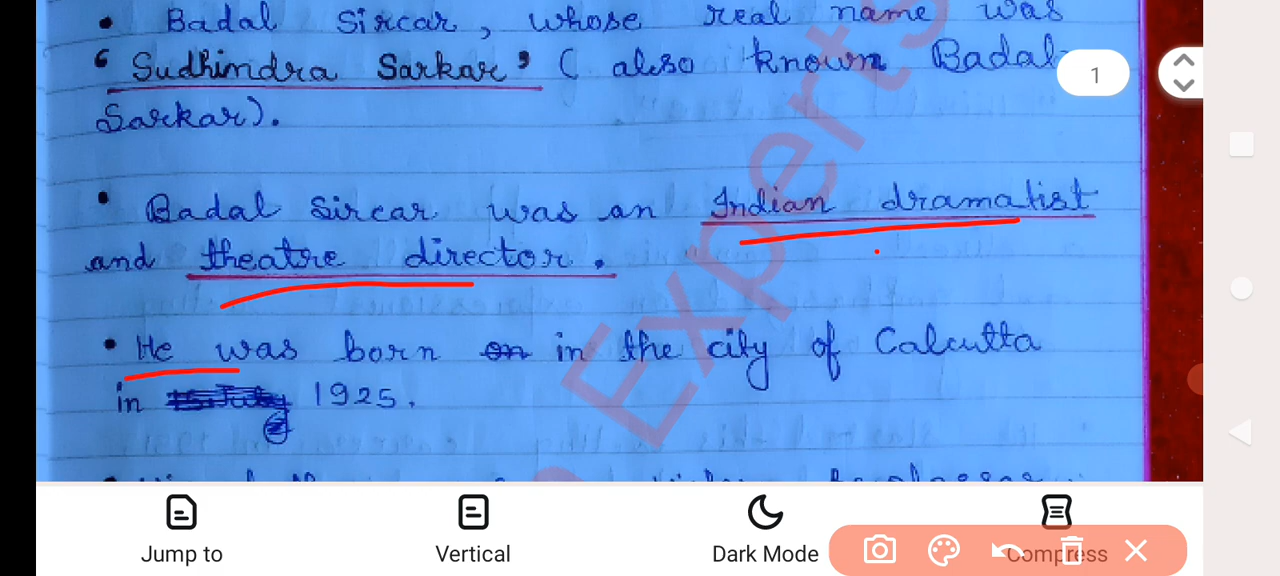 • Badal Sircar, whose real name was
' Sudhindra Sarkar ' ( also known Badal
Sarkar).
1
• Badal Sircar was an Indian dramatist
and theatre director.
• He was born in the city of Calcutta
in 1925.
Experts
Jump to
Vertical
Dark Mode
Compress